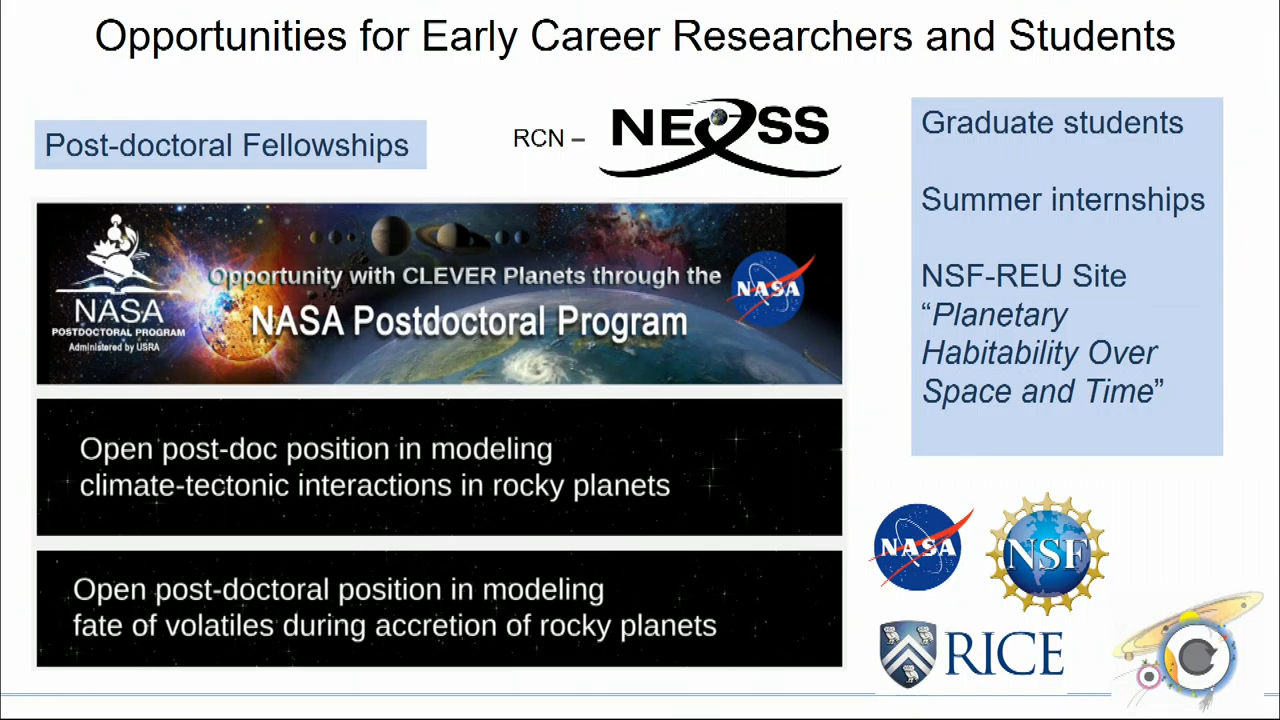 Opportunities for Early Career Researchers and Students
Post-doctoral Fellowships
RCN – NExSS
NASA
POSTDOCTORAL PROGRAM
Administered by USRA
Opportunity with CLEVER Planets through the
NASA Postdoctoral Program
NASA
Open post-doc position in modeling
climate-tectonic interactions in rocky planets
Open post-doctoral position in modeling
fate of volatiles during accretion of rocky planets
Graduate students
Summer internships
NSF-REU Site
“Planetary
Habitability Over
Space and Time”
NASA
NSF
RICE